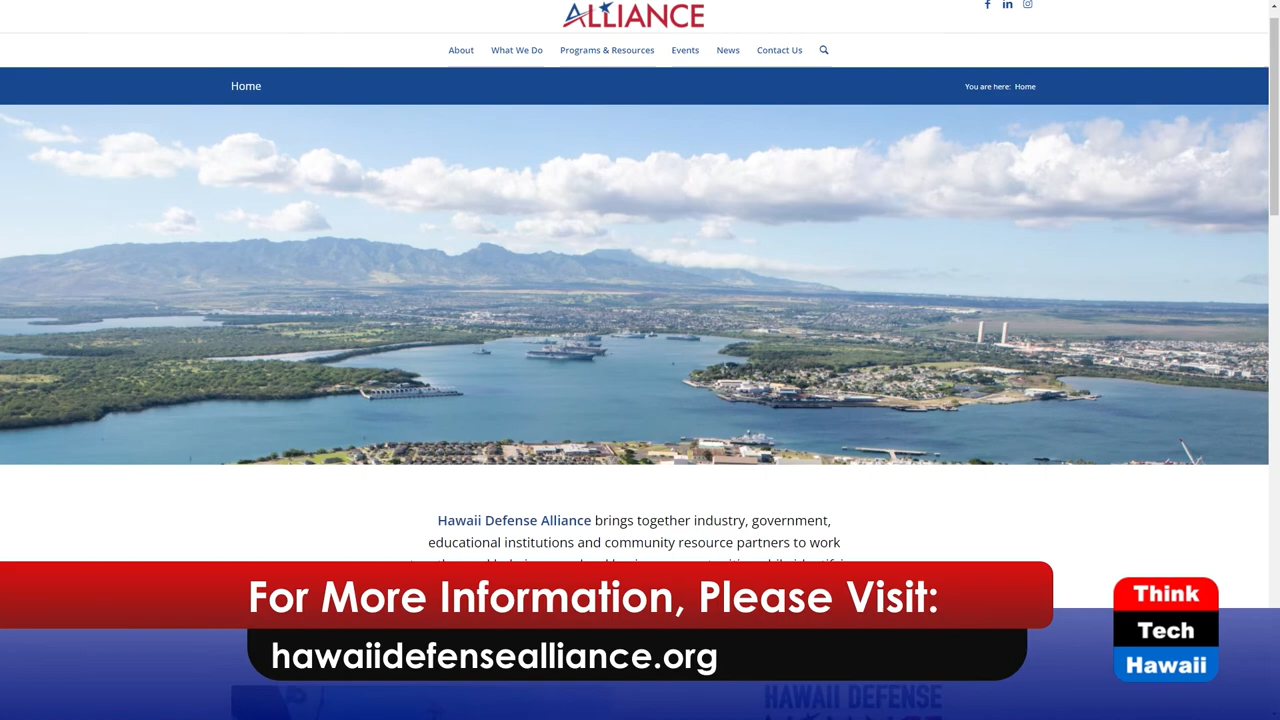 ALLIANCE
About What We Do Programs & Resources Events News Contact Us
Home
You are here: Home
Hawaii Defense Alliance brings together industry, government,
educational institutions and community resource partners to work
For More Information, Please Visit:
hawaiidefensealliance.org
Think
Tech
Hawaii
HAWAII DEFENSE
ALLIANCE